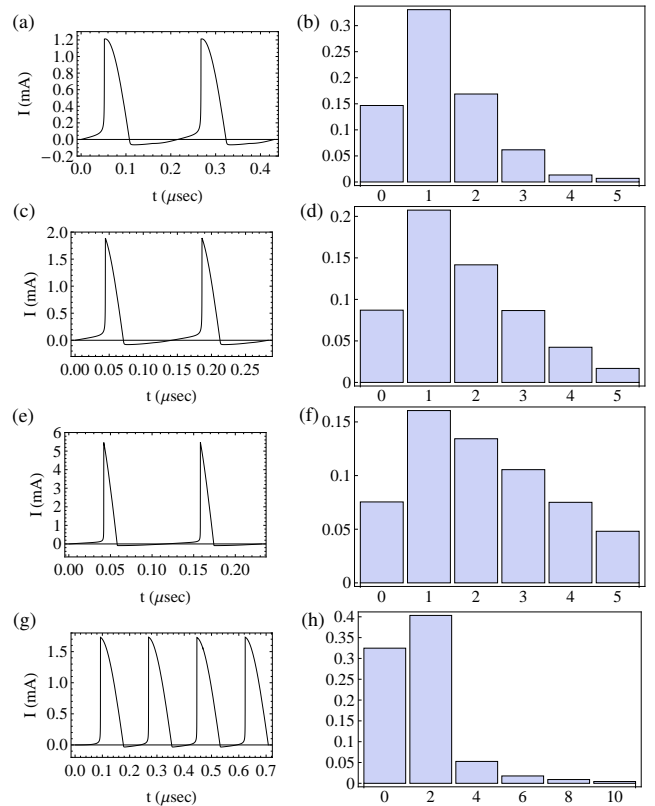 (a)
1.2
1.0
0.8
0.6
0.4
0.2
0.0
−0.2
I (mA)
0.0 0.1 0.2 0.3 0.4
t (μsec)
(b)
0.3
0.25
0.2
0.15
0.1
0.05
0
0 1 2 3 4 5
(c)
2.0
1.5
1.0
0.5
0.0
I (mA)
0.00 0.05 0.10 0.15 0.20 0.25
t (μsec)
(d)
0.2
0.15
0.1
0.05
0
0 1 2 3 4 5
(e)
6
5
4
3
2
1
0
I (mA)
0.00 0.05 0.10 0.15 0.20
t (μsec)
(f)
0.15
0.1
0.05
0
0 1 2 3 4 5
(g)
1.5
1.0
0.5
0.0
I (mA)
0.0 0.1 0.2 0.3 0.4 0.5 0.6 0.7
t (μsec)
(h)
0.4
0.35
0.3
0.25
0.2
0.15
0.1
0.05
0
0 2 4 6 8 10